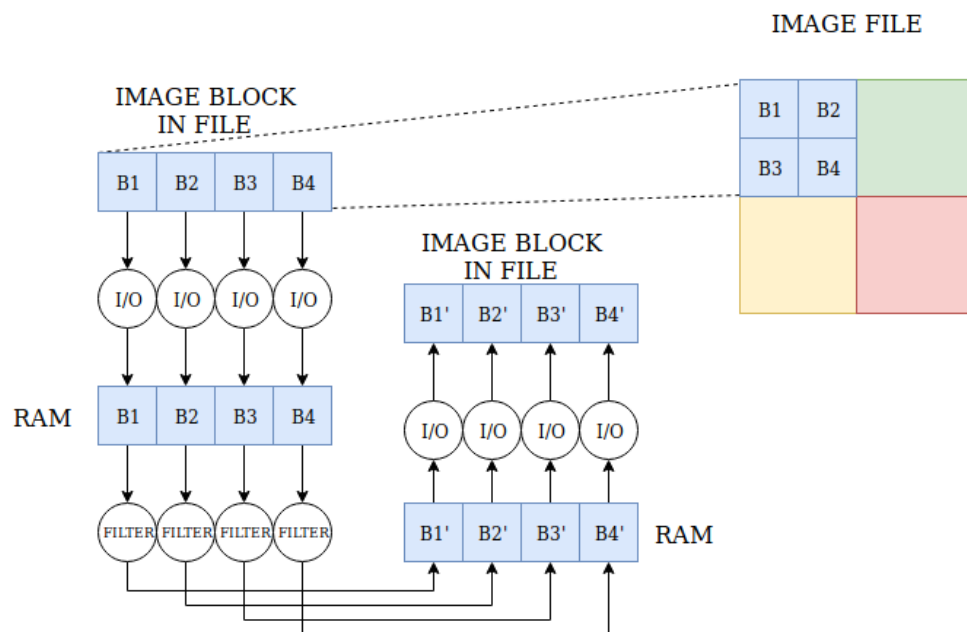 IMAGE FILE
IMAGE BLOCK
IN FILE
B1 B2
B3 B4
B1 B2 B3 B4
IMAGE BLOCK
IN FILE
I/O I/O I/O I/O
B1' B2' B3' B4'
RAM
B1 B2 B3 B4
I/O I/O I/O I/O
FILTER FILTER FILTER FILTER
B1' B2' B3' B4'
RAM